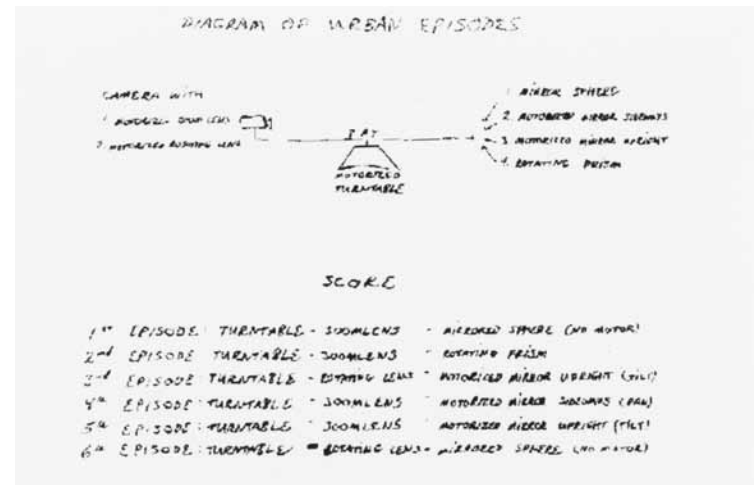 DIAGRAM OF URBAN EPISODES
CAMERA WITH
1. MOTORIZED ZOOM LENS
2. MOTORIZED ROTATING LENS
MOTORIZED
TURNTABLE
1. MIRROR SPHERE
2. MOTORIZED MIRROR SIDEWAYS
3. MOTORIZED MIRROR UPRIGHT
4. ROTATING PRISM
SCORE
1st EPISODE: TURNTABLE - ZOOMLENS - MIRRORED SPHERE (NO MOTOR)
2nd EPISODE TURNTABLE - ZOOMLENS - ROTATING PRISM
3rd EPISODE: TURNTABLE - ROTATING LENS - MOTORIZED MIRROR UPRIGHT (TILT)
4th EPISODE: TURNTABLE - ZOOMLENS MOTORIZED MIRROR SIDEWAYS (PAN)
5th EPISODE: TURNTABLE - ZOOMLENS MOTORIZED MIRROR UPRIGHT (TILT)
6th EPISODE: TURNTABLE - ROTATING LENS - MIRRORED SPHERE (NO MOTOR)